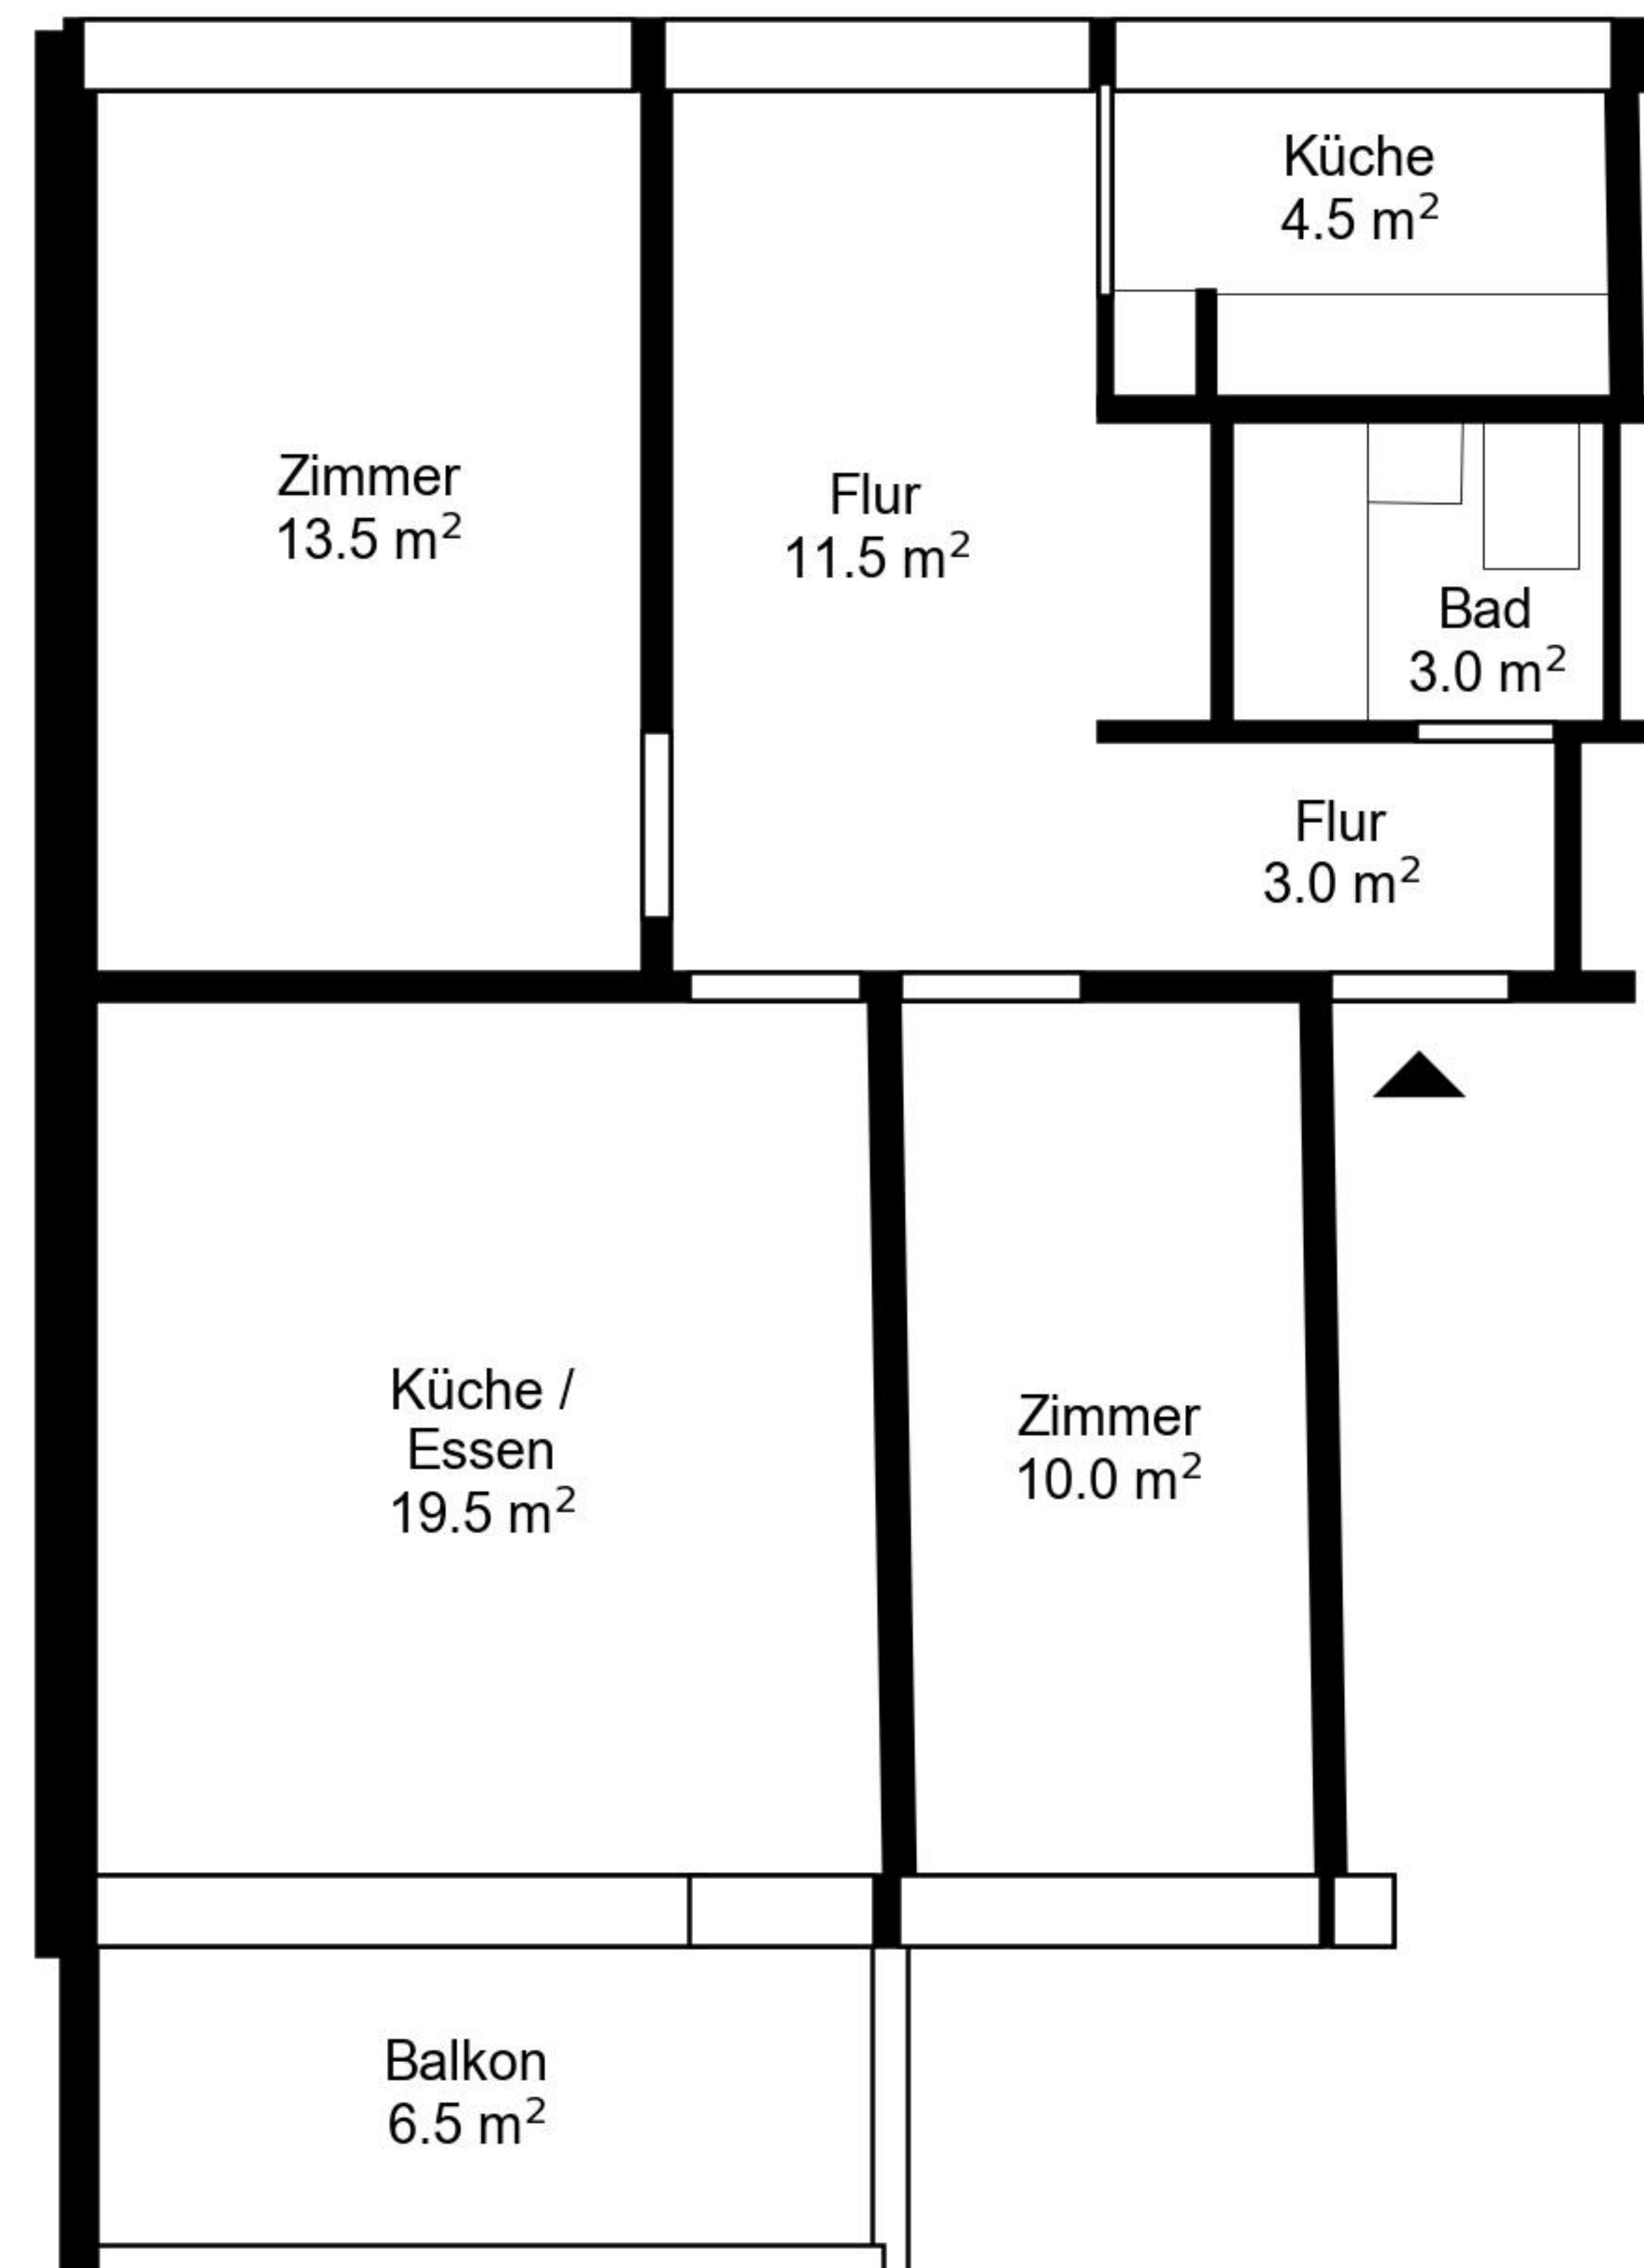 Küche
4.5 m²
Zimmer
13.5 m²
Flur
11.5 m²
Bad
3.0 m²
Flur
3.0 m²
Küche /
Essen
19.5 m²
Zimmer
10.0 m²
Balkon
6.5 m²